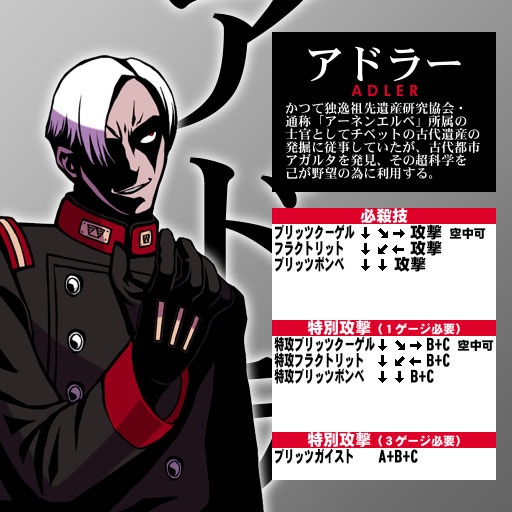 アドラー
アドラー
ADLER
かつて独逸祖先遺産研究協会・
通称「アーネンエルベ」所属の
士官としてチベットの古代遺産の
発掘に従事していたが、古代都市
アガルタを発見、その超科学を
己が野望の為に利用する。
必殺技
ブリッツクーゲル ↓ ↘ → 攻撃 空中可
フラクトリット ↓ ↙ ← 攻撃
ブリッツボンベ ↓ ↓ 攻撃
特別攻撃（1ゲージ必要）
特攻ブリッツクーゲル ↓ ↘ → B+C 空中可
特攻フラクトリット ↓ ↙ ← B+C
特攻ブリッツボンベ ↓ ↓ B+C
特別攻撃（3ゲージ必要）
ブリッツガイスト A+B+C